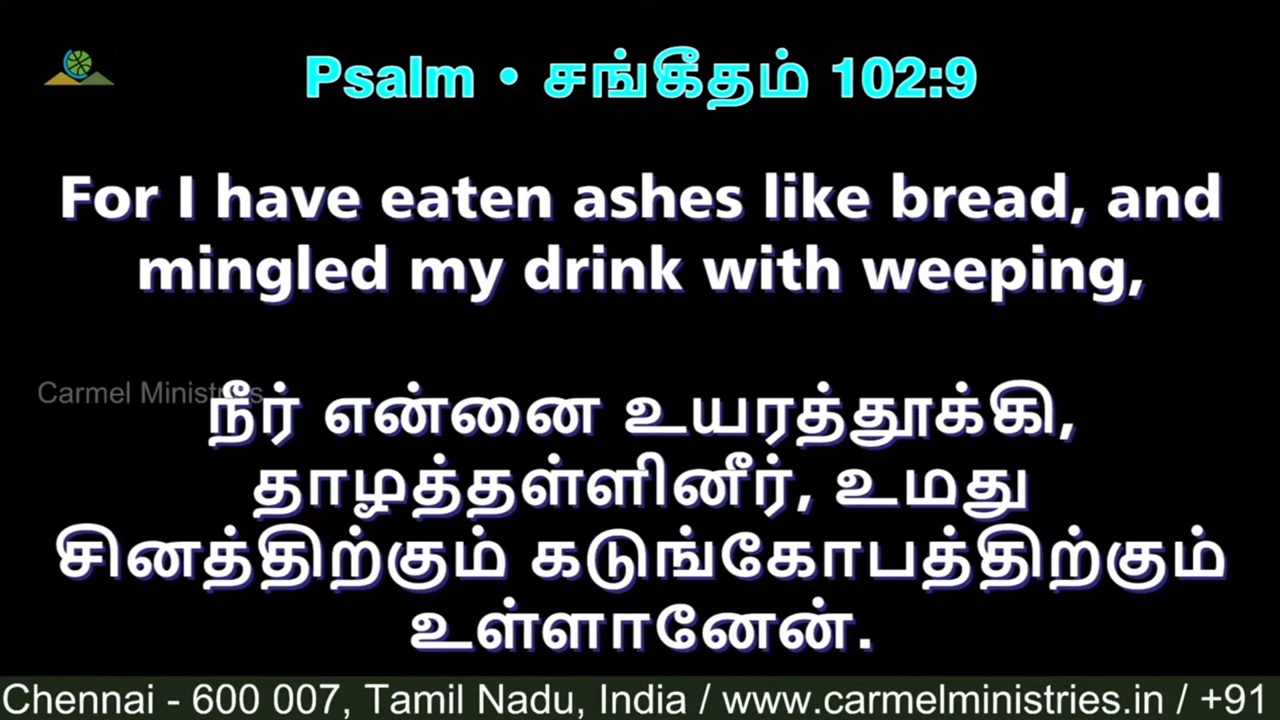 Psalm • சங்கீதம் 102:9
For I have eaten ashes like bread, and
mingled my drink with weeping,
Carmel Ministries
நீர் என்னை உயரத்தூக்கி,
தாழத்தள்ளினீர், உமது
சினத்திற்கும் கடுங்கோபத்திற்கும்
உள்ளானேன்.
Chennai - 600 007, Tamil Nadu, India / www.carmelministries.in / +91